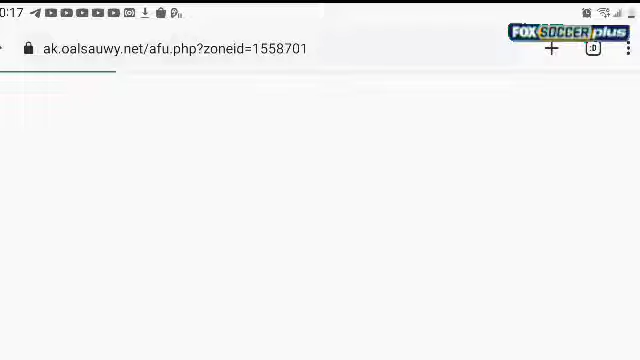 0:17
FOX SOCCER plus
ak.oalsauwy.net/afu.php?zoneid=1558701
:D